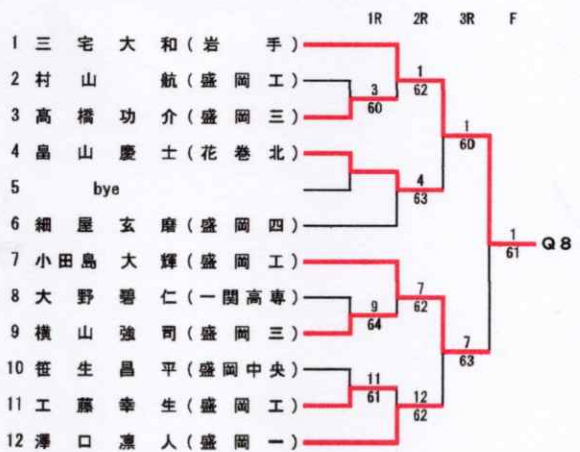 1R 2R 3R F
1 三宅大和(岩手)
2 村山航(盛岡工)
3 高橋功介(盛岡三)
4 畠山慶士(花巻北)
5 bye
6 細屋玄磨(盛岡四)
7 小田島大輝(盛岡工)
8 大野碧仁(一関高専)
9 横山強司(盛岡三)
10 笹生昌平(盛岡中央)
11 工藤幸生(盛岡工)
12 澤口凛人(盛岡一)
3
60
9
64
11
61
1
62
4
63
7
62
12
62
1
60
7
63
1
61
Q8